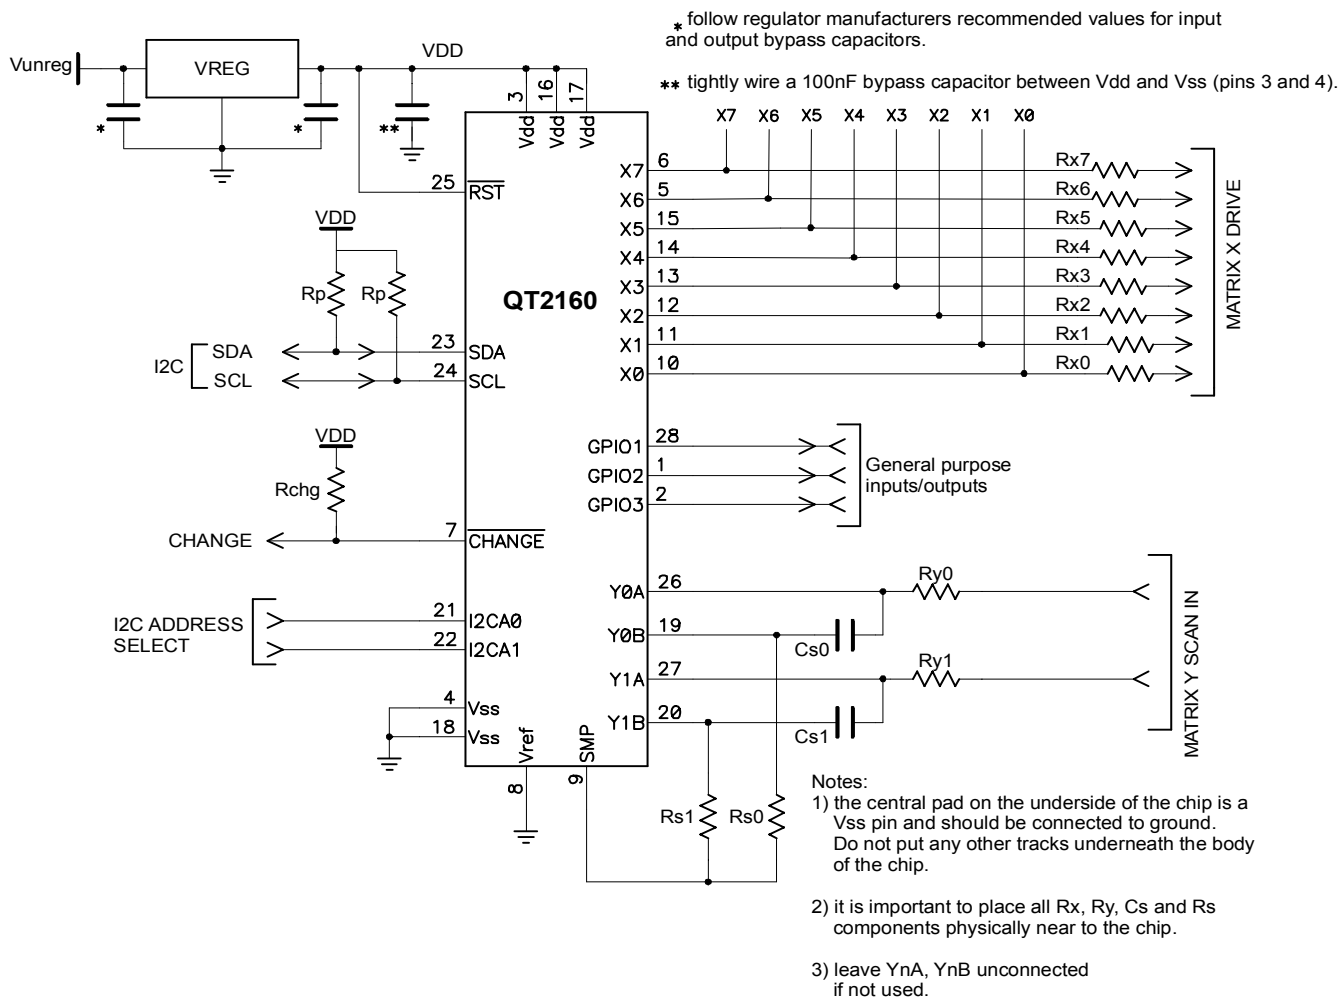 * follow regulator manufacturers recommended values for input
and output bypass capacitors.
** tightly wire a 100nF bypass capacitor between Vdd and Vss (pins 3 and 4).
Vunreg
VREG
VDD
*
*
**
3
16
17
Vdd
Vdd
Vdd
X7 X6 X5 X4 X3 X2 X1 X0
25
RST
X7 6 Rx7
X6 5 Rx6
X5 15 Rx5
X4 14 Rx4
X3 13 Rx3
X2 12 Rx2
X1 11 Rx1
X0 10 Rx0
MATRIX X DRIVE
VDD
Rp
Rp
QT2160
I2C
SDA
23
SDA
SCL
24
SCL
GPIO1 28
GPIO2 1
GPIO3 2
General purpose
inputs/outputs
VDD
Rchg
CHANGE
7
CHANGE
I2C ADDRESS
SELECT
21
I2CA0
22
I2CA1
Y0A 26
Ry0
Y0B 19
Cs0
Y1A 27
Ry1
Y1B 20
Cs1
MATRIX Y SCAN IN
4
Vss
18
Vss
Vref
8
SMP
9
Rs1
Rs0
Notes:
1) the central pad on the underside of the chip is a
Vss pin and should be connected to ground.
Do not put any other tracks underneath the body
of the chip.
2) it is important to place all Rx, Ry, Cs and Rs
components physically near to the chip.
3) leave YnA, YnB unconnected
if not used.